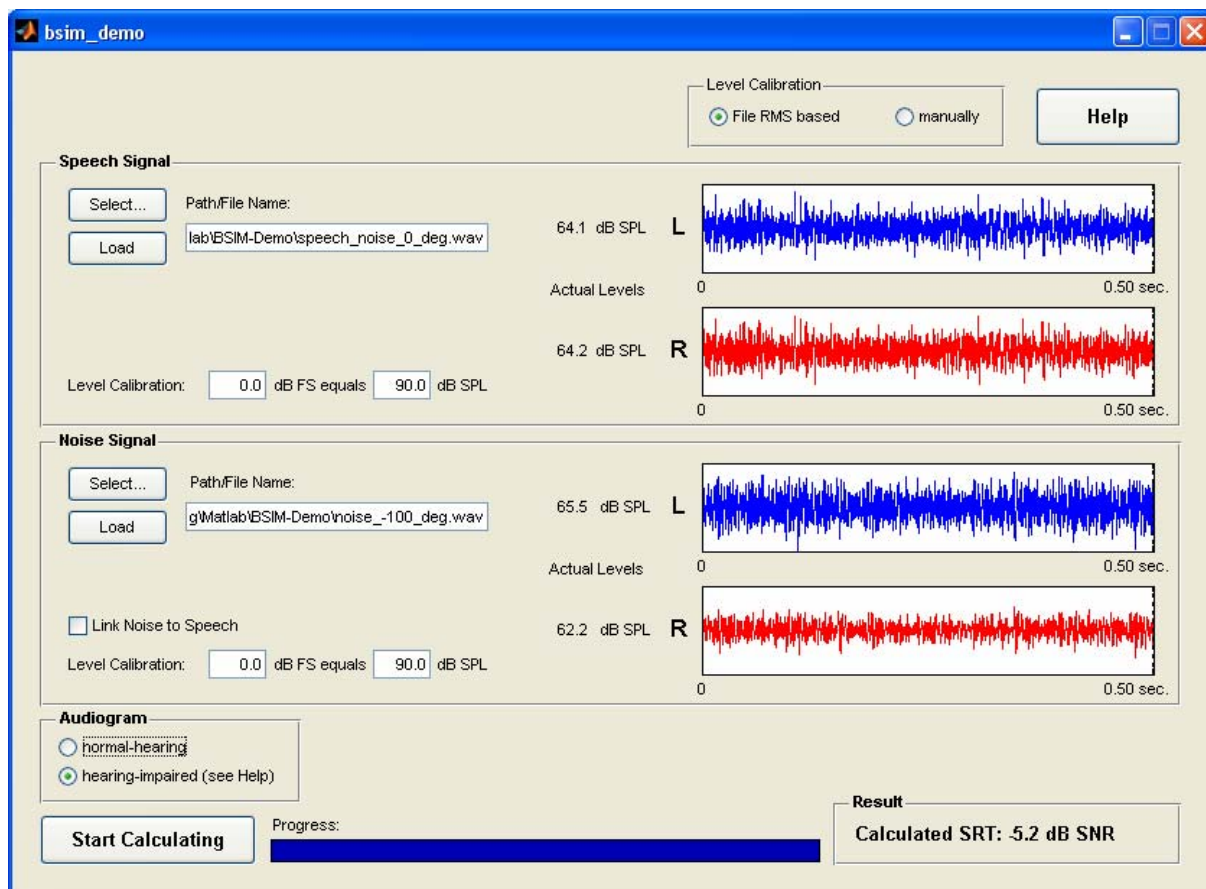 bsim_demo
Level Calibration
File RMS based manually
Help
Speech Signal
Select... Path/File Name:
Load lab\BSIM-Demo\speech_noise_0_deg.wav
64.1 dB SPL L
0 0.50 sec.
Actual Levels
64.2 dB SPL R
0 0.50 sec.
Level Calibration: 0.0 dB FS equals 90.0 dB SPL
Noise Signal
Select... Path/File Name:
Load g\Matlab\BSIM-Demo\noise_-100_deg.wav
65.5 dB SPL L
0 0.50 sec.
Actual Levels
62.2 dB SPL R
0 0.50 sec.
Link Noise to Speech
Level Calibration: 0.0 dB FS equals 90.0 dB SPL
Audiogram
normal-hearing
hearing-impaired (see Help)
Start Calculating
Progress:
Result
Calculated SRT: -5.2 dB SNR